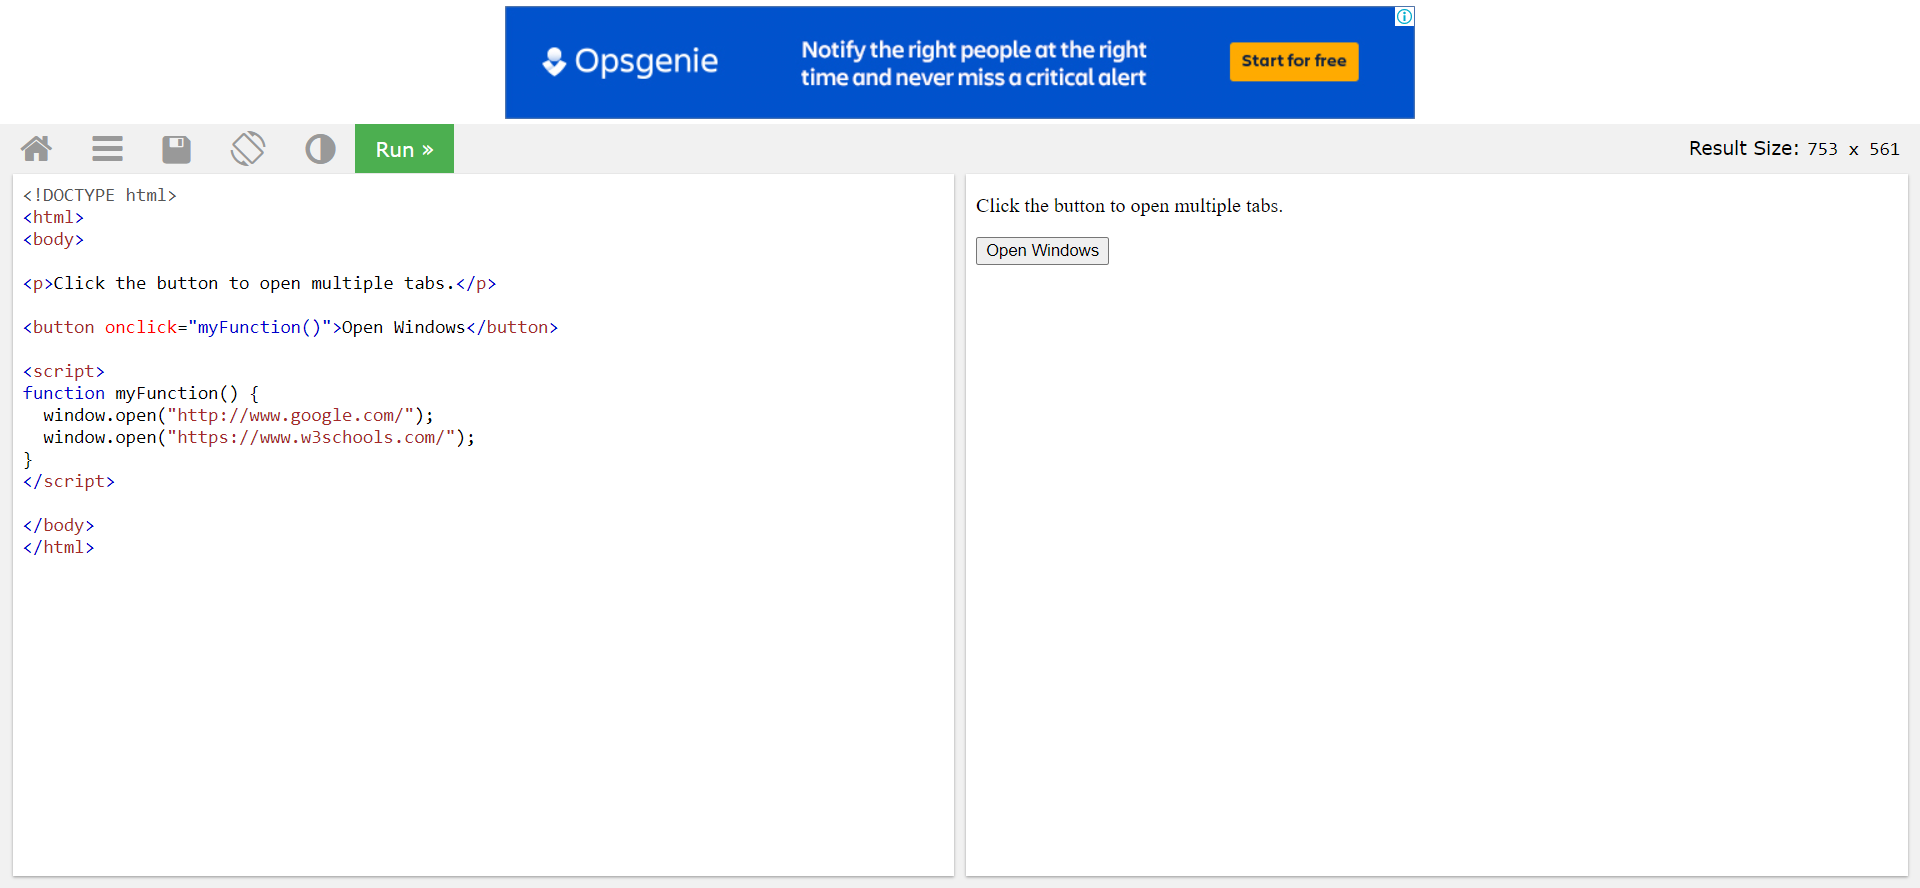 Opsgenie
Notify the right people at the right
time and never miss a critical alert
Start for free
Run »
Result Size: 753 x 561
<!DOCTYPE html>
<html>
<body>
<p>Click the button to open multiple tabs.</p>
<button onclick="myFunction()">Open Windows</button>
<script>
function myFunction() {
  window.open("http://www.google.com/");
  window.open("https://www.w3schools.com/");
}
</script>
</body>
</html>
Click the button to open multiple tabs.
Open Windows